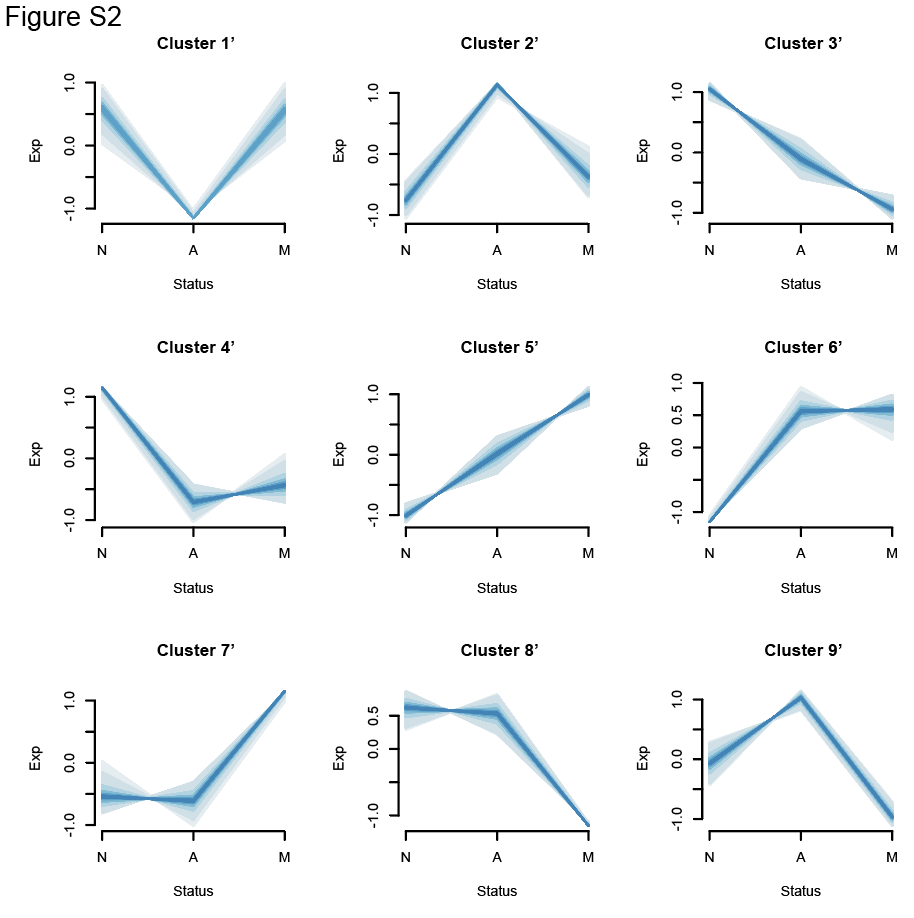 Figure S2
Cluster 1’
Cluster 2’
Cluster 3’
1.0
0.0
-1.0
Exp
N A M
Status
1.0
0.0
-1.0
Exp
N A M
Status
1.0
0.0
-1.0
Exp
N A M
Status
Cluster 4’
Cluster 5’
Cluster 6’
1.0
0.0
-1.0
Exp
N A M
Status
1.0
0.0
-1.0
Exp
N A M
Status
1.0
0.5
0.0
-1.0
Exp
N A M
Status
Cluster 7’
Cluster 8’
Cluster 9’
1.0
0.0
-1.0
Exp
N A M
Status
0.5
0.0
-1.0
Exp
N A M
Status
1.0
0.0
-1.0
Exp
N A M
Status